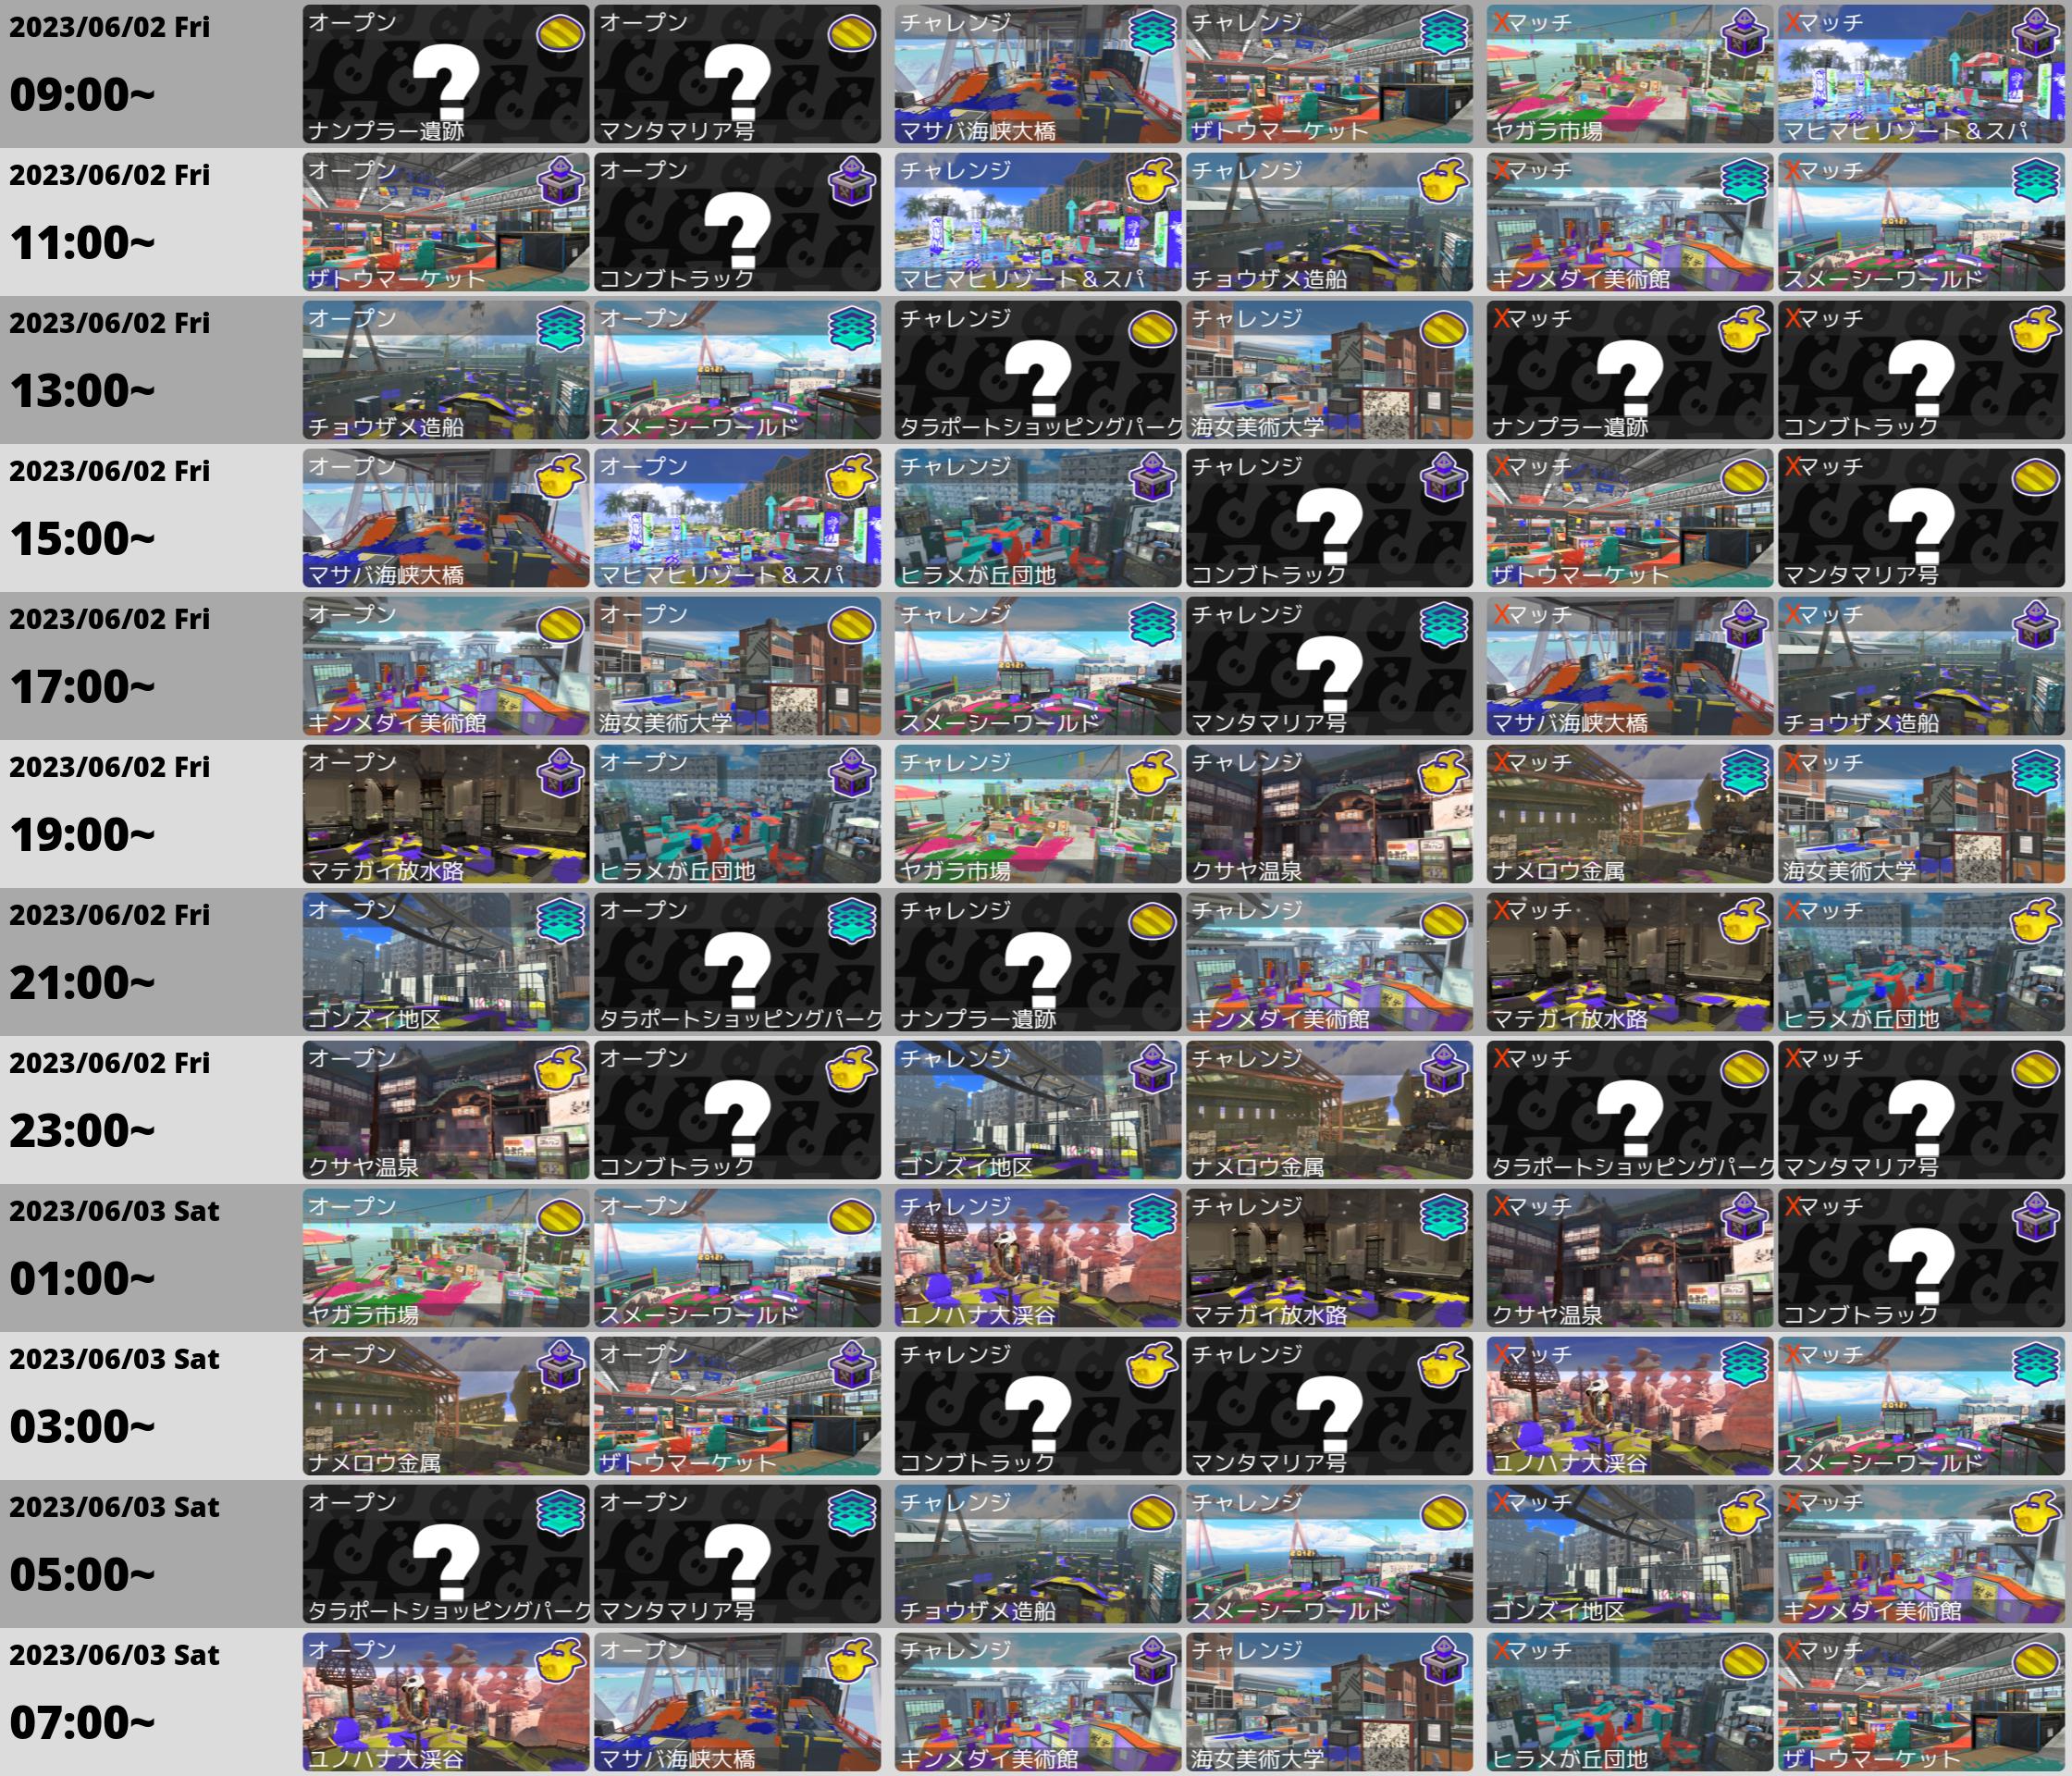 2023/06/02 Fri
09:00~
オープン オープン チャレンジ チャレンジ Xマッチ Xマッチ
ナンプラー遺跡 マンタマリア号 マサバ海峡大橋 ザトウマーケット ヤガラ市場 マヒマヒリゾート＆スパ
2023/06/02 Fri
11:00~
オープン オープン チャレンジ チャレンジ Xマッチ Xマッチ
ザトウマーケット コンブトラック マヒマヒリゾート＆スパ チョウザメ造船 キンメダイ美術館 スメーシーワールド
2023/06/02 Fri
13:00~
オープン オープン チャレンジ チャレンジ Xマッチ Xマッチ
チョウザメ造船 スメーシーワールド タラポートショッピングパーク 海女美術大学 ナンプラー遺跡 コンブトラック
2023/06/02 Fri
15:00~
オープン オープン チャレンジ チャレンジ Xマッチ Xマッチ
マサバ海峡大橋 マヒマヒリゾート＆スパ ヒラメが丘団地 コンブトラック ザトウマーケット マンタマリア号
2023/06/02 Fri
17:00~
オープン オープン チャレンジ チャレンジ Xマッチ Xマッチ
キンメダイ美術館 海女美術大学 スメーシーワールド マンタマリア号 マサバ海峡大橋 チョウザメ造船
2023/06/02 Fri
19:00~
オープン オープン チャレンジ チャレンジ Xマッチ Xマッチ
マテガイ放水路 ヒラメが丘団地 ヤガラ市場 クサヤ温泉 ナメロウ金属 海女美術大学
2023/06/02 Fri
21:00~
オープン オープン チャレンジ チャレンジ Xマッチ Xマッチ
ゴンズイ地区 タラポートショッピングパーク ナンプラー遺跡 キンメダイ美術館 マテガイ放水路 ヒラメが丘団地
2023/06/02 Fri
23:00~
オープン オープン チャレンジ チャレンジ Xマッチ Xマッチ
クサヤ温泉 コンブトラック ゴンズイ地区 ナメロウ金属 タラポートショッピングパーク マンタマリア号
2023/06/03 Sat
01:00~
オープン オープン チャレンジ チャレンジ Xマッチ Xマッチ
ヤガラ市場 スメーシーワールド ユノハナ大渓谷 マテガイ放水路 クサヤ温泉 コンブトラック
2023/06/03 Sat
03:00~
オープン オープン チャレンジ チャレンジ Xマッチ Xマッチ
ナメロウ金属 ザトウマーケット コンブトラック マンタマリア号 ユノハナ大渓谷 スメーシーワールド
2023/06/03 Sat
05:00~
オープン オープン チャレンジ チャレンジ Xマッチ Xマッチ
タラポートショッピングパーク マンタマリア号 チョウザメ造船 スメーシーワールド ゴンズイ地区 キンメダイ美術館
2023/06/03 Sat
07:00~
オープン オープン チャレンジ チャレンジ Xマッチ Xマッチ
ユノハナ大渓谷 マサバ海峡大橋 キンメダイ美術館 海女美術大学 ヒラメが丘団地 ザトウマーケット